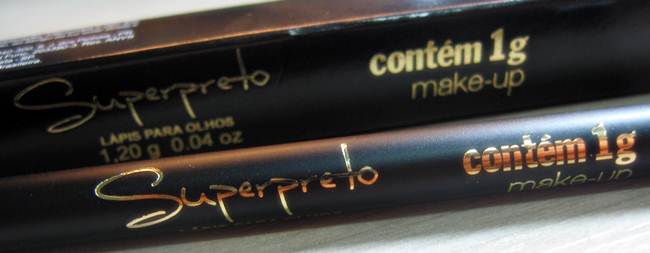 Superpreto
LÁPIS PARA OLHOS
1,20 g 0.04 oz
contém 1g
make-up
Superpreto
contém 1g
make-up